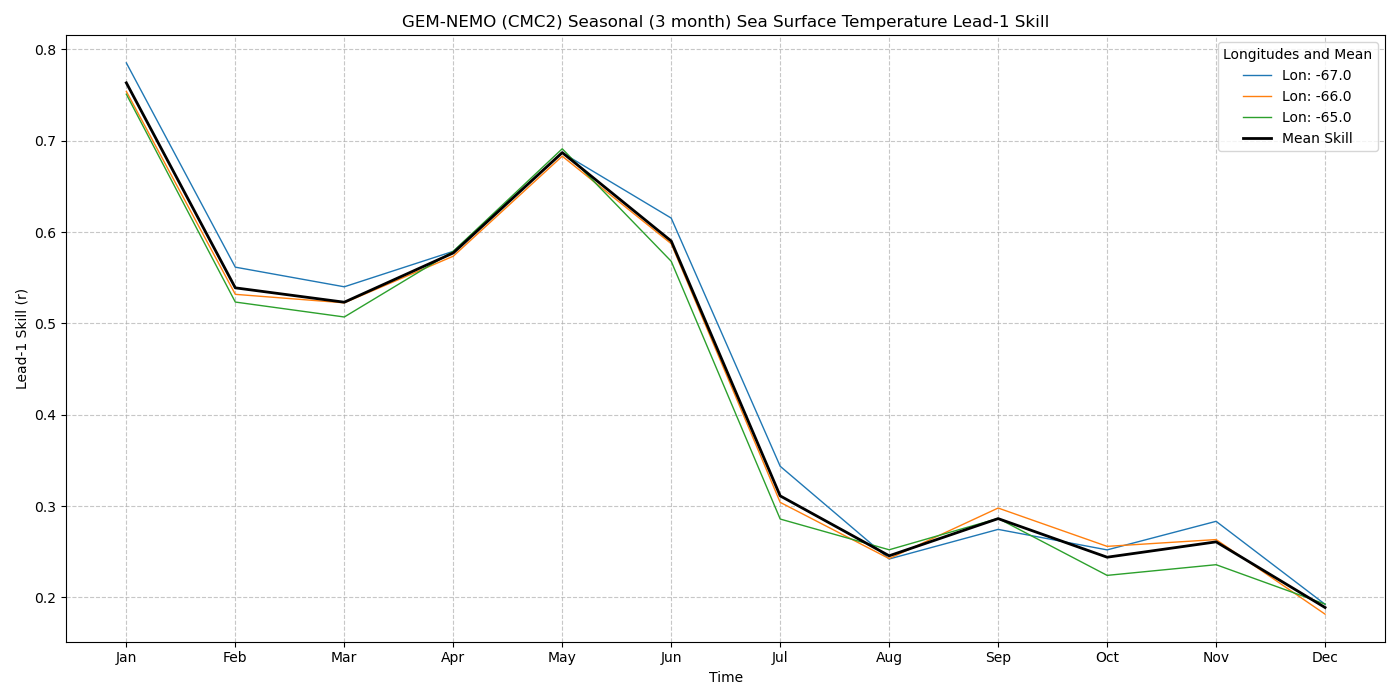 GEM-NEMO (CMC2) Seasonal (3 month) Sea Surface Temperature Lead-1 Skill
Longitudes and Mean
Lon: -67.0
Lon: -66.0
Lon: -65.0
Mean Skill
Lead-1 Skill (r)
0.8
0.7
0.6
0.5
0.4
0.3
0.2
Jan Feb Mar Apr May Jun Jul Aug Sep Oct Nov Dec
Time